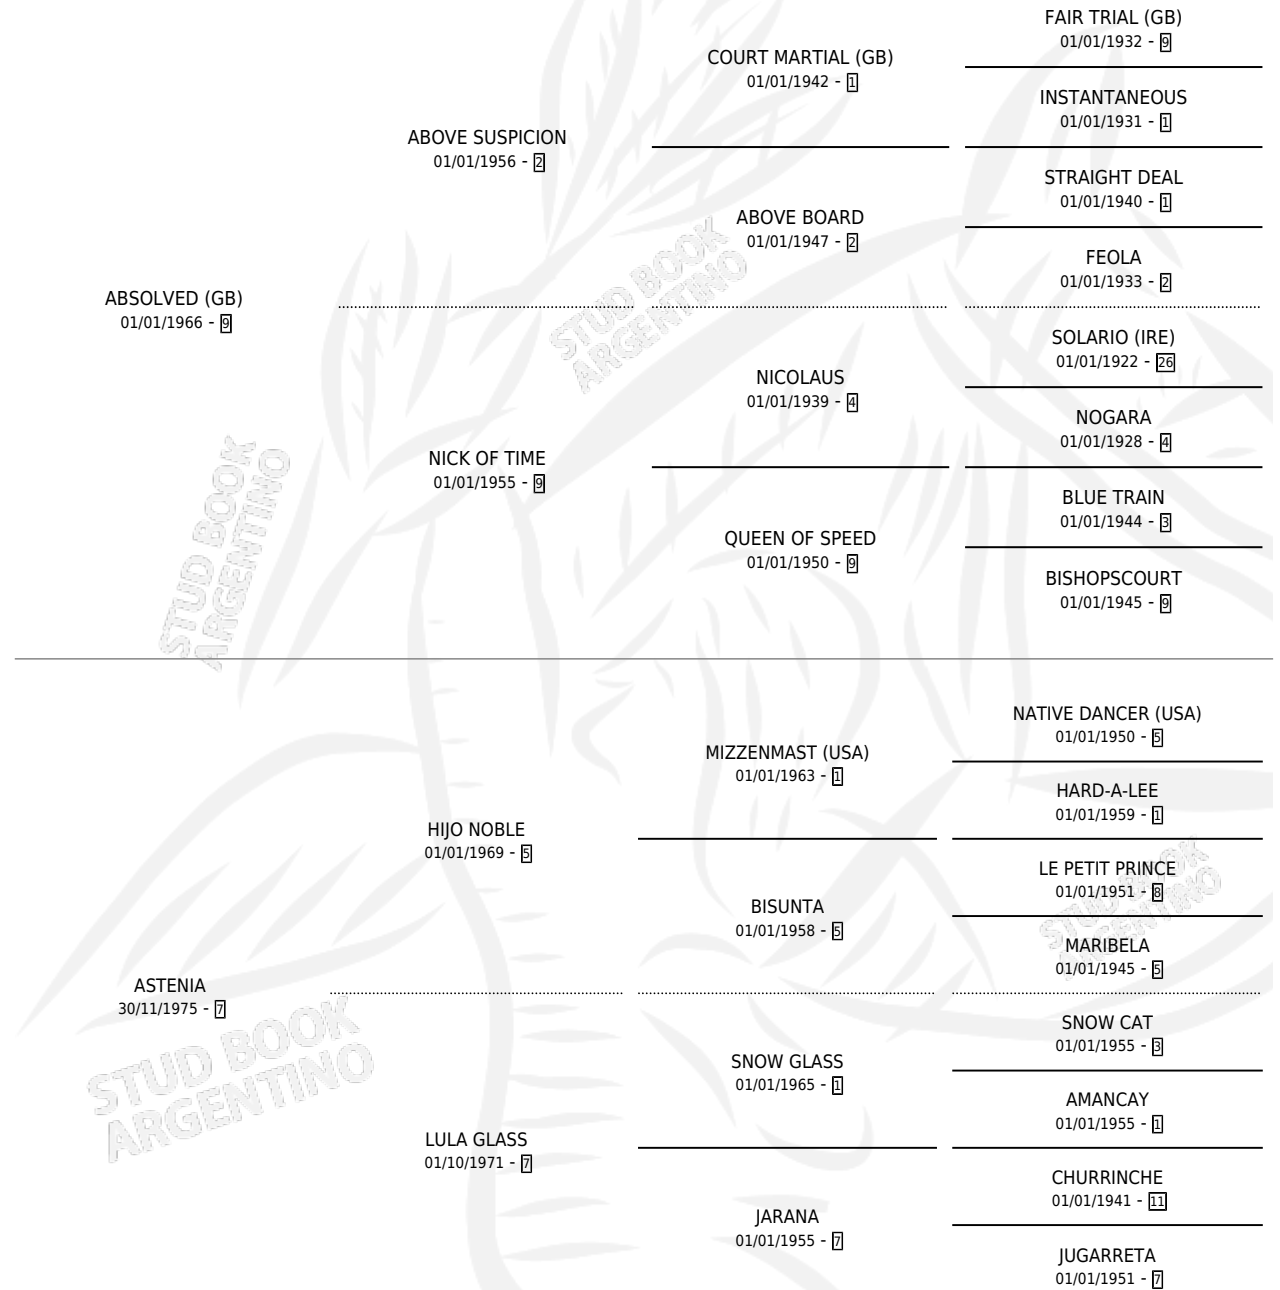 FAIR TRIAL (GB)
01/01/1932 - 9
COURT MARTIAL (GB)
01/01/1942 - 1
INSTANTANEOUS
01/01/1931 - 1
ABOVE SUSPICION
01/01/1956 - 2
STRAIGHT DEAL
01/01/1940 - 1
ABOVE BOARD
01/01/1947 - 2
FEOLA
01/01/1933 - 2
ABSOLVED (GB)
01/01/1966 - 9
SOLARIO (IRE)
01/01/1922 - 26
NICOLAUS
01/01/1939 - 4
NOGARA
01/01/1928 - 4
NICK OF TIME
01/01/1955 - 9
BLUE TRAIN
01/01/1944 - 3
QUEEN OF SPEED
01/01/1950 - 9
BISHOPSCOURT
01/01/1945 - 9
NATIVE DANCER (USA)
01/01/1950 - 5
MIZZENMAST (USA)
01/01/1963 - 1
HARD-A-LEE
01/01/1959 - 1
HIJO NOBLE
01/01/1969 - 5
LE PETIT PRINCE
01/01/1951 - 8
BISUNTA
01/01/1958 - 5
MARIBELA
01/01/1945 - 5
ASTENIA
30/11/1975 - 7
SNOW CAT
01/01/1955 - 3
SNOW GLASS
01/01/1965 - 1
AMANCAY
01/01/1955 - 1
LULA GLASS
01/10/1971 - 7
CHURRINCHE
01/01/1941 - 11
JARANA
01/01/1955 - 7
JUGARRETA
01/01/1951 - 7
STUD BOOK
ARGENTINO
STUD BOOK
ARGENTINO
STUD BOOK
ARGENTINO
STUD BOOK
ARGENTINO